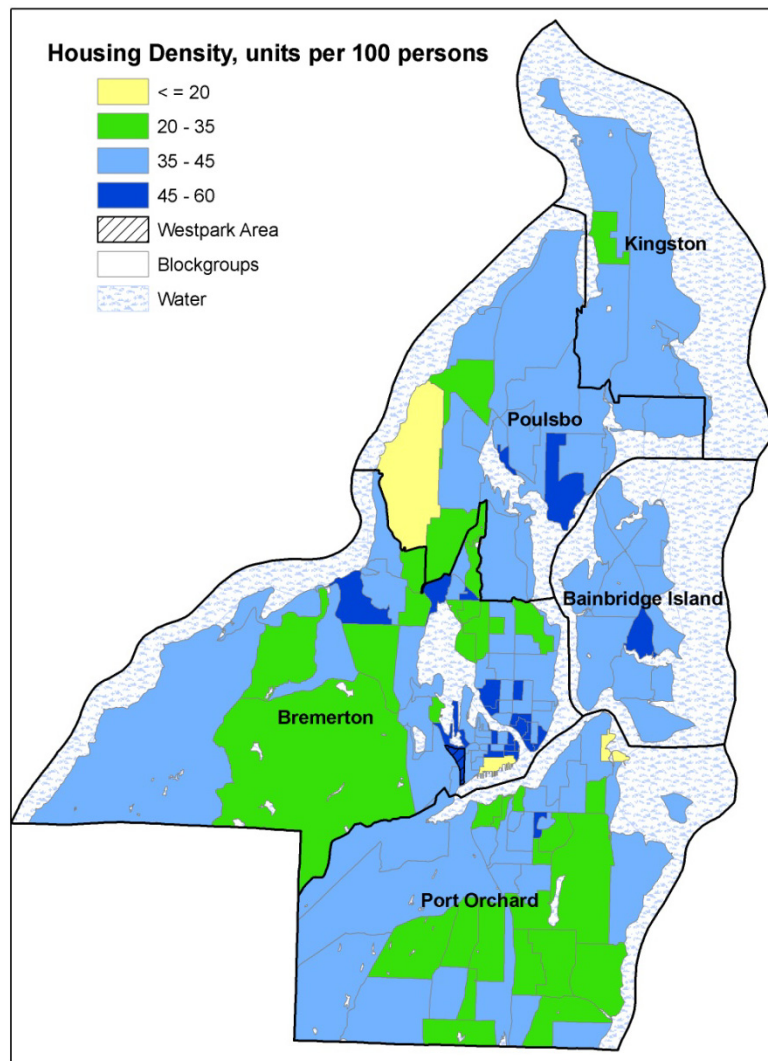 Housing Density, units per 100 persons
< = 20
20 - 35
35 - 45
45 - 60
Westpark Area
Blockgroups
Water
Kingston
Poulsbo
Bainbridge Island
Bremerton
Port Orchard